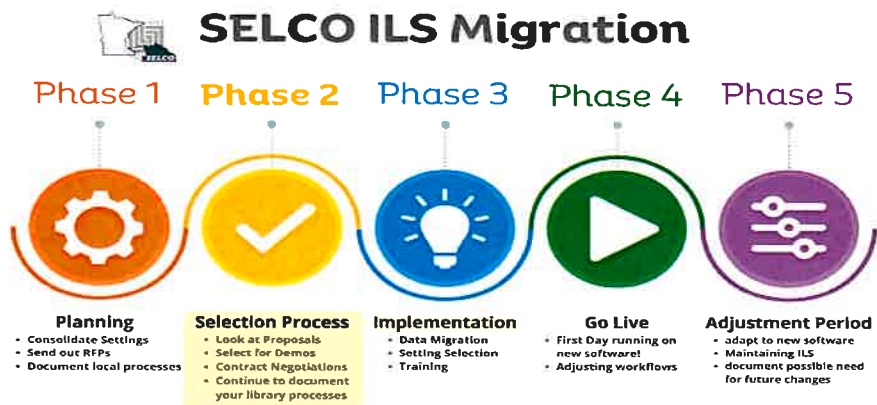 SELCO ILS Migration
SELCO
Phase 1
Phase 2
Phase 3
Phase 4
Phase 5
Planning
• Consolidate Settings
• Send out RFPs
• Document local processes
Selection Process
• Look at Proposals
• Select for Demos
• Contract Negotiations
• Continue to document
your library processes
Implementation
• Data Migration
• Setting Selection
• Training
Go Live
• First Day running on
new software!
• Adjusting workflows
Adjustment Period
• adapt to new software
• Maintaining ILS
• document possible need
for future changes